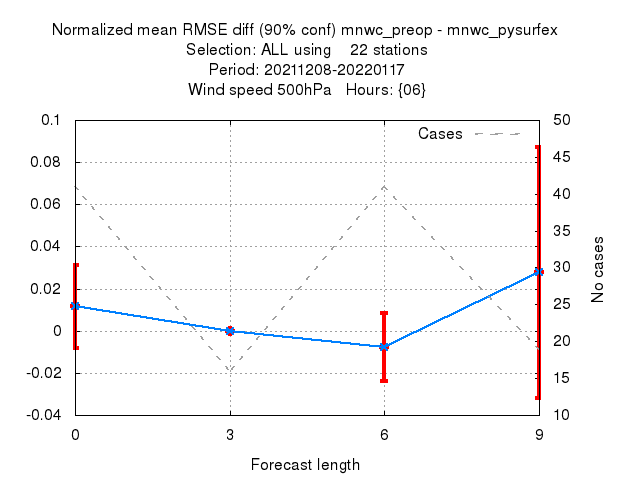 Normalized mean RMSE diff (90% conf) mnwc_preop - mnwc_pysurfex
Selection: ALL using    22 stations
Period: 20211208-20220117
Wind speed 500hPa   Hours: {06}
Cases
0.1
0.08
0.06
0.04
0.02
0
-0.02
-0.04
50
45
40
35
30
25
20
15
10
No cases
0 3 6 9
Forecast length